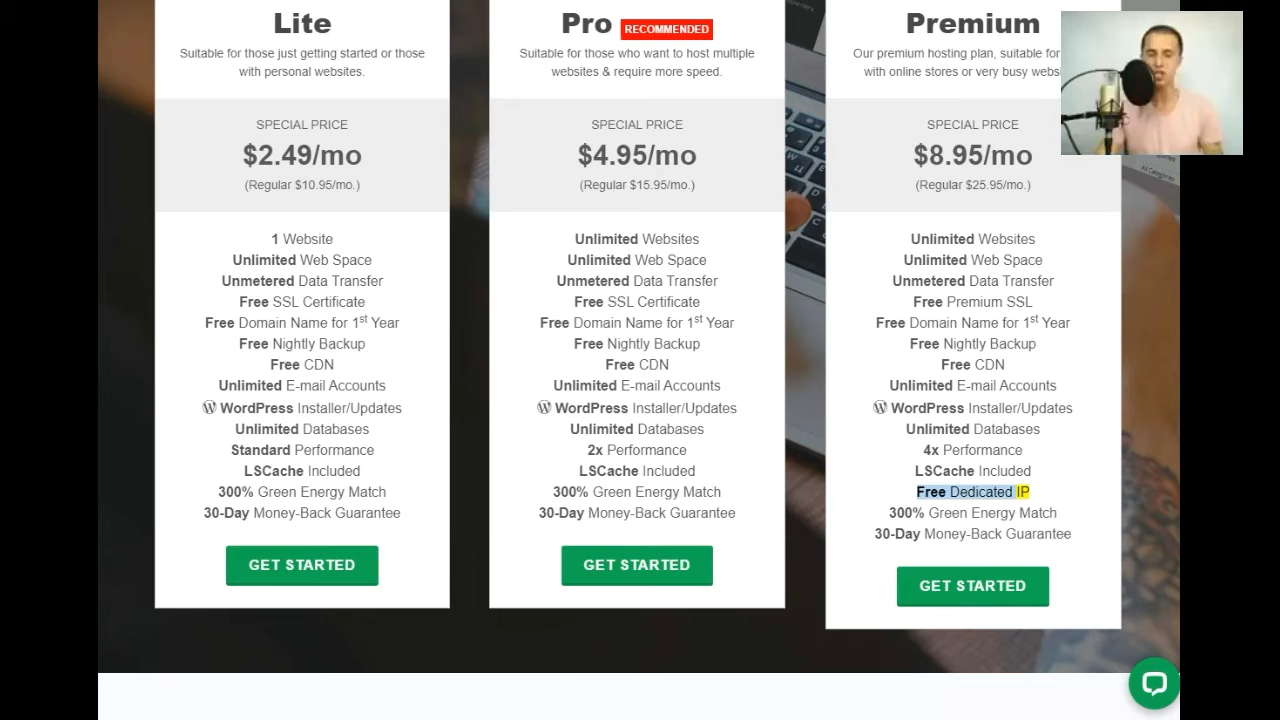 Lite
Suitable for those just getting started or those
with personal websites.
SPECIAL PRICE
$2.49/mo
(Regular $10.95/mo.)
1 Website
Unlimited Web Space
Unmetered Data Transfer
Free SSL Certificate
Free Domain Name for 1st Year
Free Nightly Backup
Free CDN
Unlimited E-mail Accounts
WordPress Installer/Updates
Unlimited Databases
Standard Performance
LSCache Included
300% Green Energy Match
30-Day Money-Back Guarantee
GET STARTED
Pro RECOMMENDED
Suitable for those who want to host multiple
websites & require more speed.
SPECIAL PRICE
$4.95/mo
(Regular $15.95/mo.)
Unlimited Websites
Unlimited Web Space
Unmetered Data Transfer
Free SSL Certificate
Free Domain Name for 1st Year
Free Nightly Backup
Free CDN
Unlimited E-mail Accounts
WordPress Installer/Updates
Unlimited Databases
2x Performance
LSCache Included
300% Green Energy Match
30-Day Money-Back Guarantee
GET STARTED
Premium
Our premium hosting plan, suitable for
with online stores or very busy
SPECIAL PRICE
$8.95/mo
(Regular $25.95/mo.)
Unlimited Websites
Unlimited Web Space
Unmetered Data Transfer
Free Premium SSL
Free Domain Name for 1st Year
Free Nightly Backup
Free CDN
Unlimited E-mail Accounts
WordPress Installer/Updates
Unlimited Databases
4x Performance
LSCache Included
Free Dedicated IP
300% Green Energy Match
30-Day Money-Back Guarantee
GET STARTED